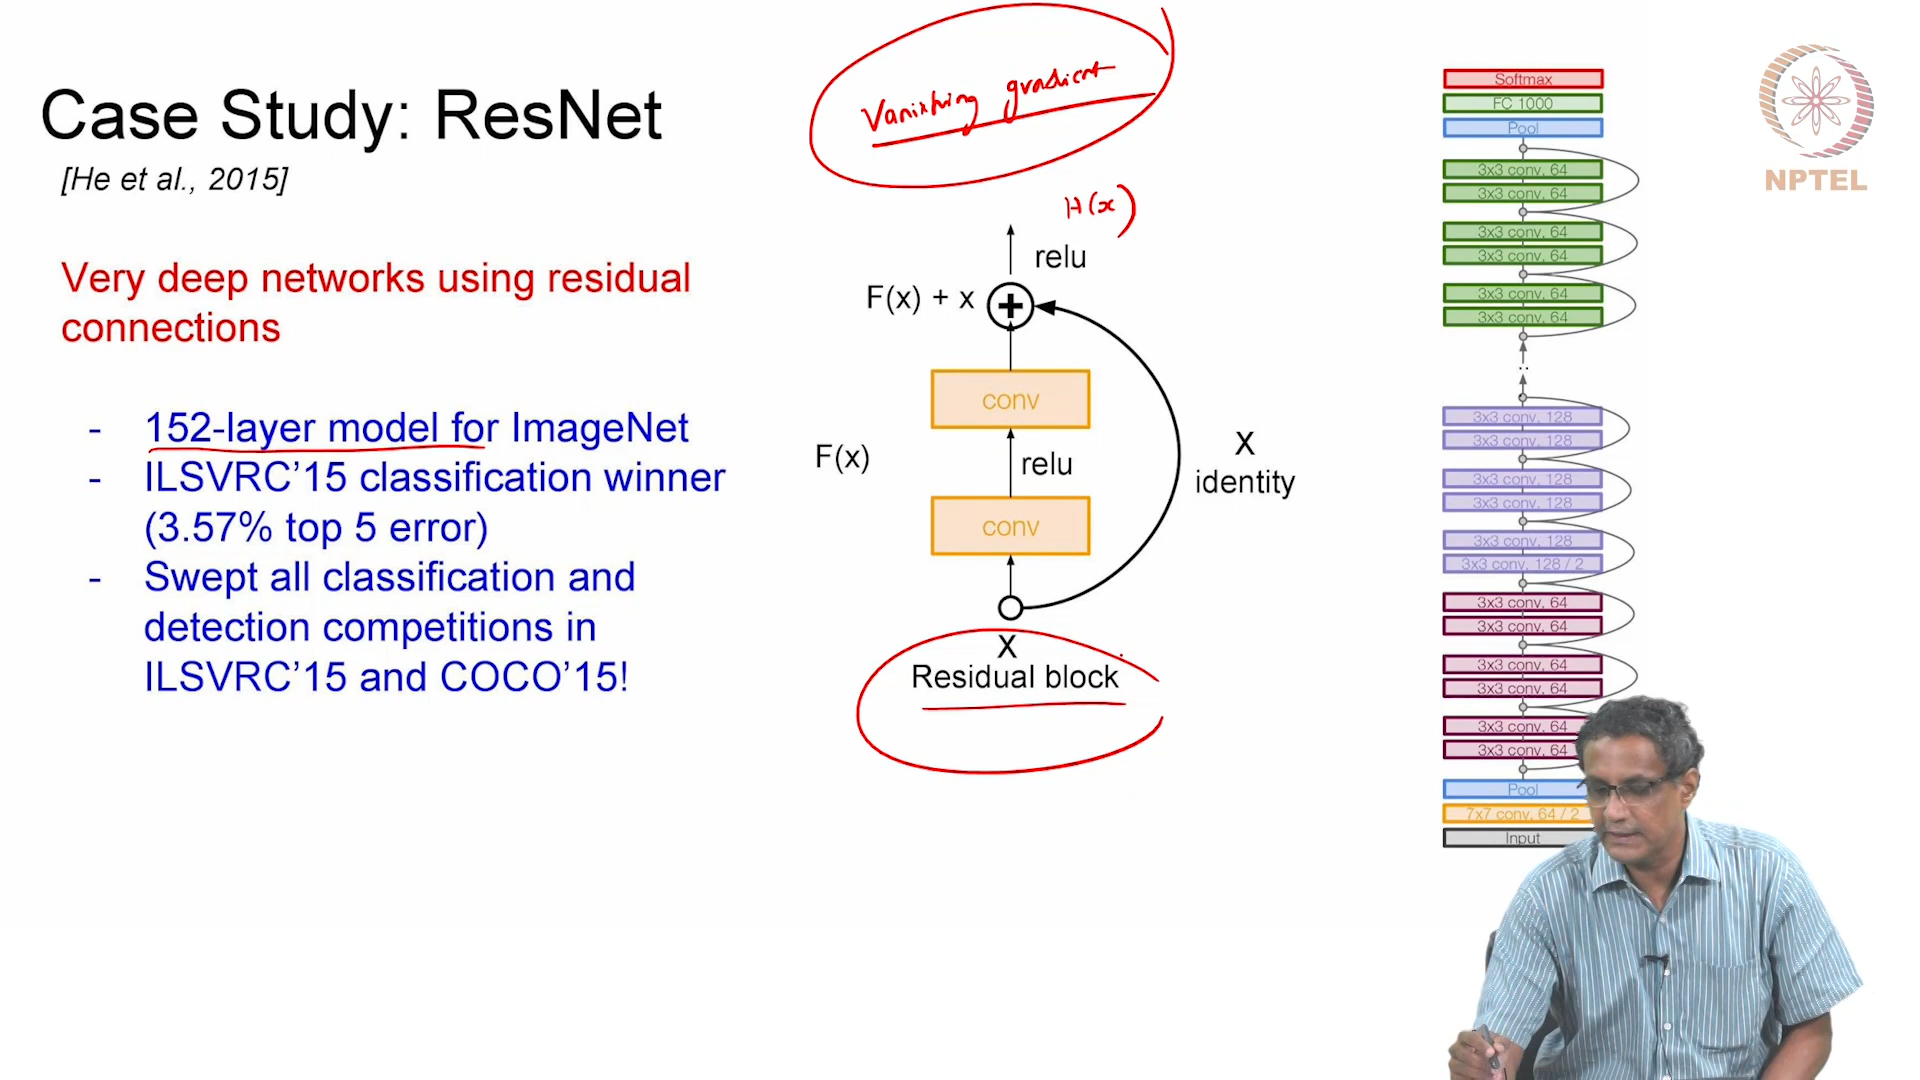 Case Study: ResNet
[He et al., 2015]
Very deep networks using residual
connections
- 152-layer model for ImageNet
- ILSVRC'15 classification winner
(3.57% top 5 error)
- Swept all classification and
detection competitions in
ILSVRC'15 and COCO'15!
Vanishing gradient
H(x)
relu
F(x) + x
conv
F(x)
relu
X
identity
conv
X
Residual block
Softmax
FC 1000
Pool
3x3 conv, 64
3x3 conv, 64
3x3 conv, 64
3x3 conv, 64
3x3 conv, 64
3x3 conv, 64
..
3x3 conv, 128
3x3 conv, 128
3x3 conv, 128
3x3 conv, 128
3x3 conv, 128
3x3 conv, 128 / 2
3x3 conv, 64
3x3 conv, 64
3x3 conv, 64
3x3 conv, 64
3x3 conv, 64
3x3 conv, 64
Pool
7x7 conv, 64 / 2
Input
NPTEL